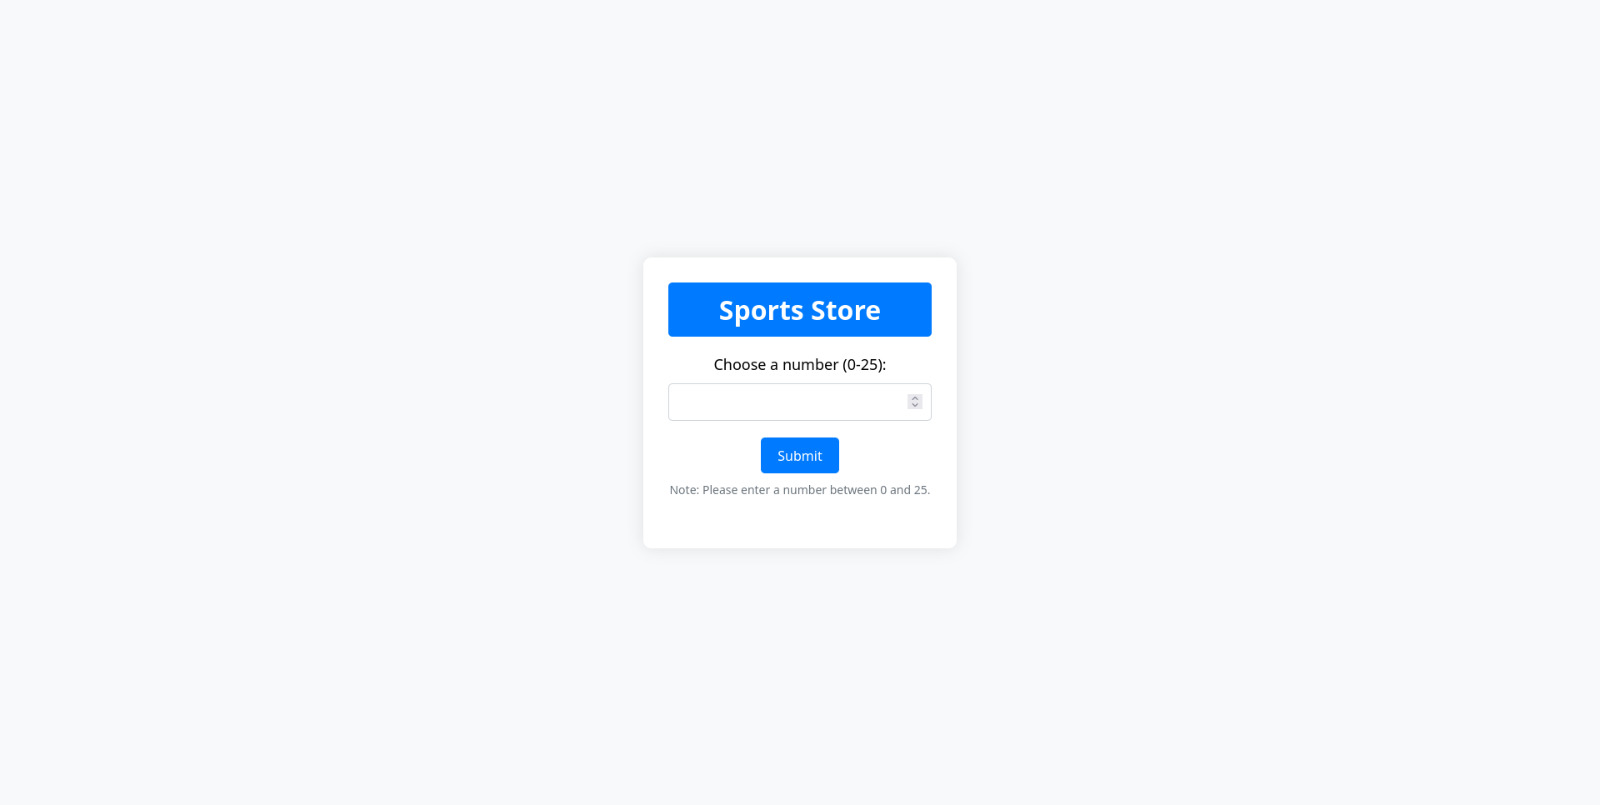 Sports Store
Choose a number (0-25):
Submit
Note: Please enter a number between 0 and 25.